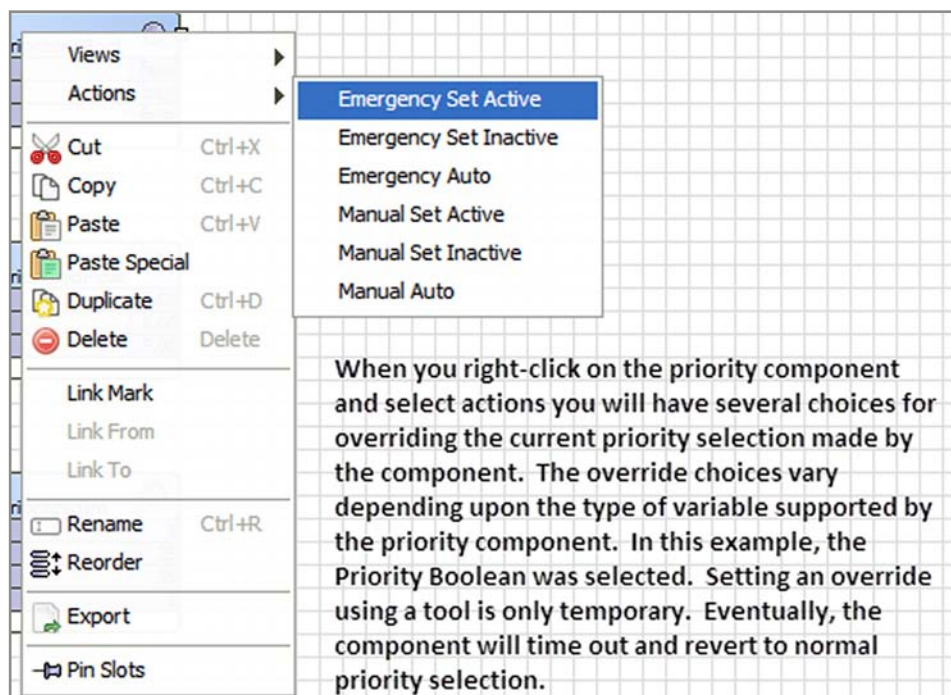 Views
Actions
Cut Ctrl+X
Copy Ctrl+C
Paste Ctrl+V
Paste Special
Duplicate Ctrl+D
Delete Delete
Link Mark
Link From
Link To
Rename Ctrl+R
Reorder
Export
Pin Slots
Emergency Set Active
Emergency Set Inactive
Emergency Auto
Manual Set Active
Manual Set Inactive
Manual Auto
When you right-click on the priority component
and select actions you will have several choices for
overriding the current priority selection made by
the component. The override choices vary
depending upon the type of variable supported by
the priority component. In this example, the
Priority Boolean was selected. Setting an override
using a tool is only temporary. Eventually, the
component will time out and revert to normal
priority selection.